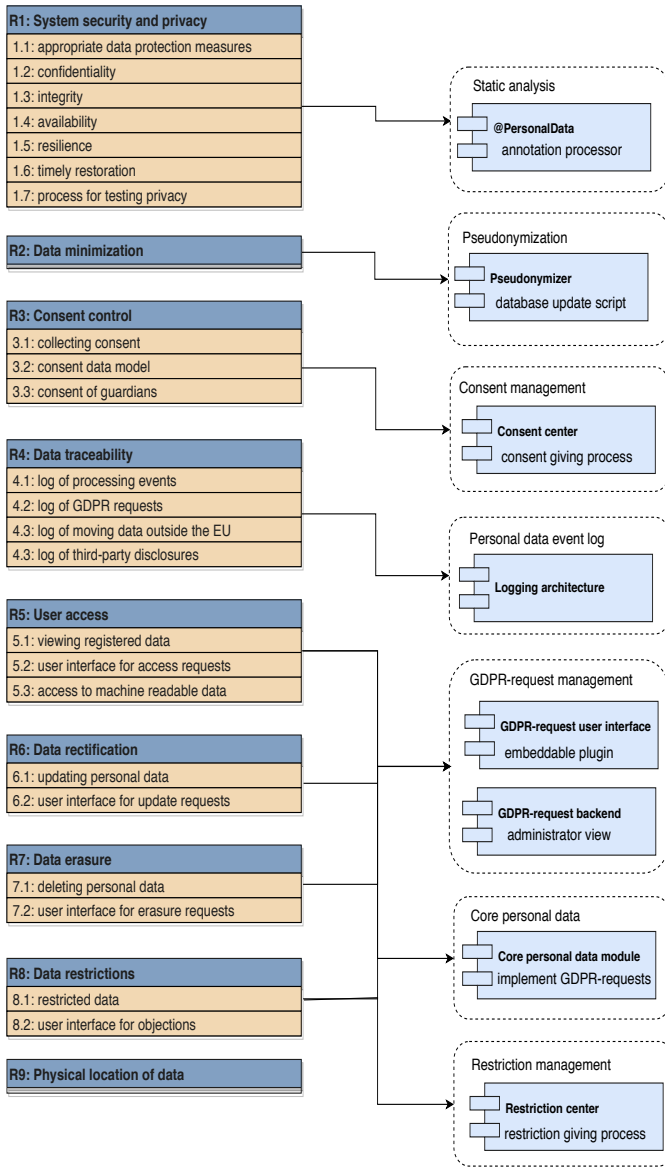 R1: System security and privacy
1.1: appropriate data protection measures
1.2: confidentiality
1.3: integrity
1.4: availability
1.5: resilience
1.6: timely restoration
1.7: process for testing privacy
R2: Data minimization
R3: Consent control
3.1: collecting consent
3.2: consent data model
3.3: consent of guardians
R4: Data traceability
4.1: log of processing events
4.2: log of GDPR requests
4.3: log of moving data outside the EU
4.3: log of third-party disclosures
R5: User access
5.1: viewing registered data
5.2: user interface for access requests
5.3: access to machine readable data
R6: Data rectification
6.1: updating personal data
6.2: user interface for update requests
R7: Data erasure
7.1: deleting personal data
7.2: user interface for erasure requests
R8: Data restrictions
8.1: restricted data
8.2: user interface for objections
R9: Physical location of data
Static analysis
@PersonalData
annotation processor
Pseudonymization
Pseudonymizer
database update script
Consent management
Consent center
consent giving process
Personal data event log
Logging architecture
GDPR-request management
GDPR-request user interface
embeddable plugin
GDPR-request backend
administrator view
Core personal data
Core personal data module
implement GDPR-requests
Restriction management
Restriction center
restriction giving process